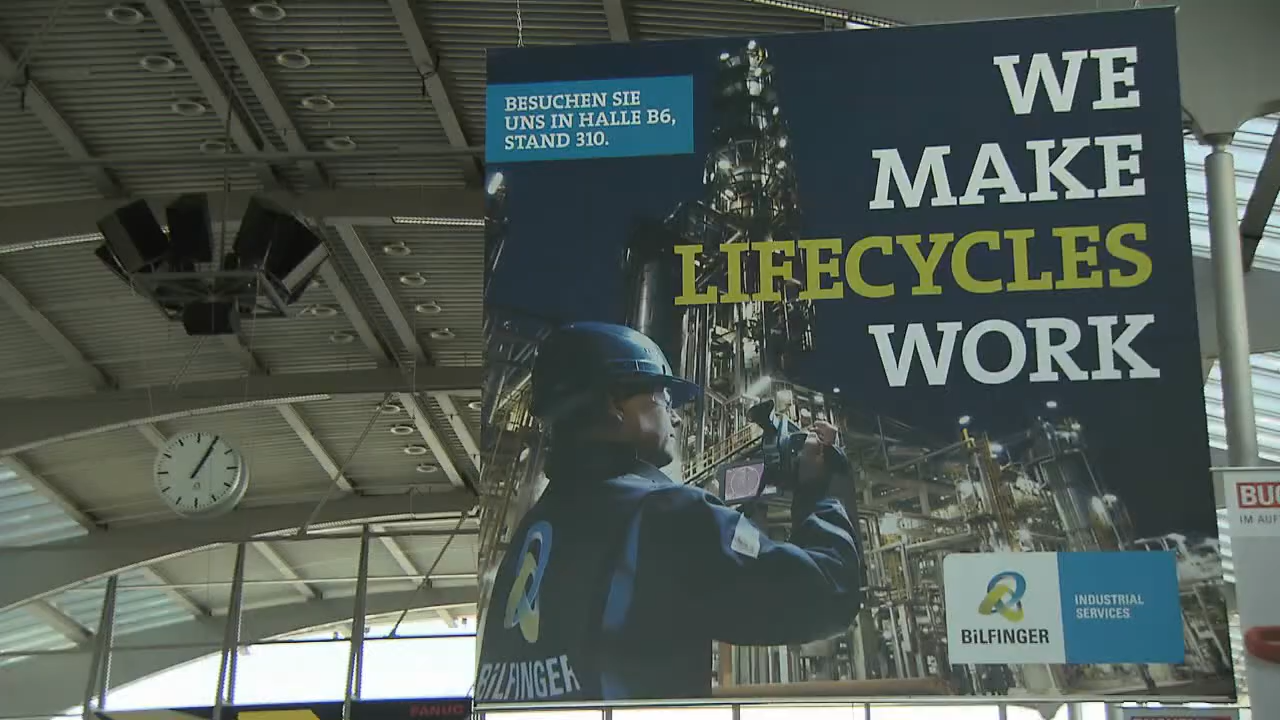 BESUCHEN SIE
UNS IN HALLE B6,
STAND 310.
WE
MAKE
LIFECYCLES
WORK
BILFINGER
BiLFINGER
INDUSTRIAL
SERVICES
FANUC